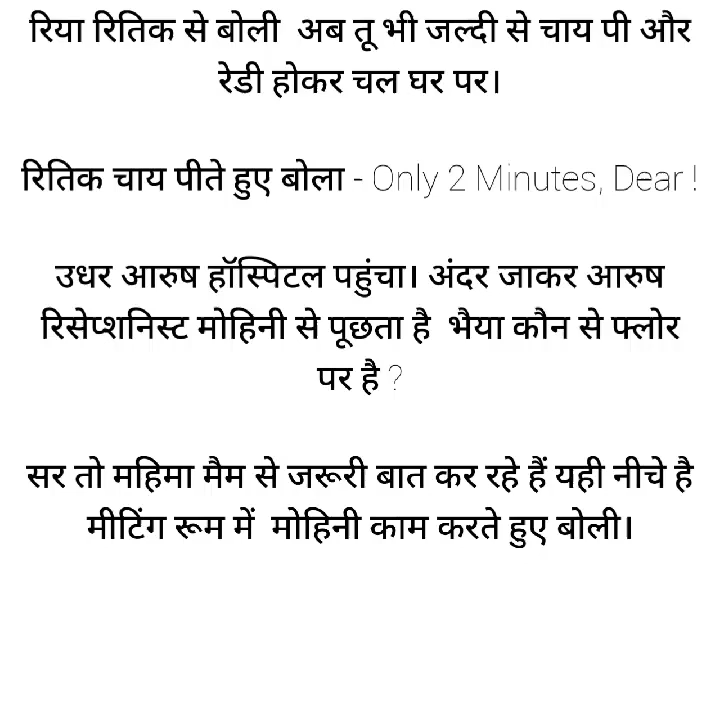 रिया रितिक से बोली  अब तू भी जल्दी से चाय पी और
रेडी होकर चल घर पर।
रितिक चाय पीते हुए बोला - Only 2 Minutes, Dear !
उधर आरुष हॉस्पिटल पहुंचा। अंदर जाकर आरुष
रिसेप्शनिस्ट मोहिनी से पूछता है  भैया कौन से फ्लोर
पर है ?
सर तो महिमा मैम से जरूरी बात कर रहे हैं यही नीचे है
मीटिंग रूम में  मोहिनी काम करते हुए बोली।